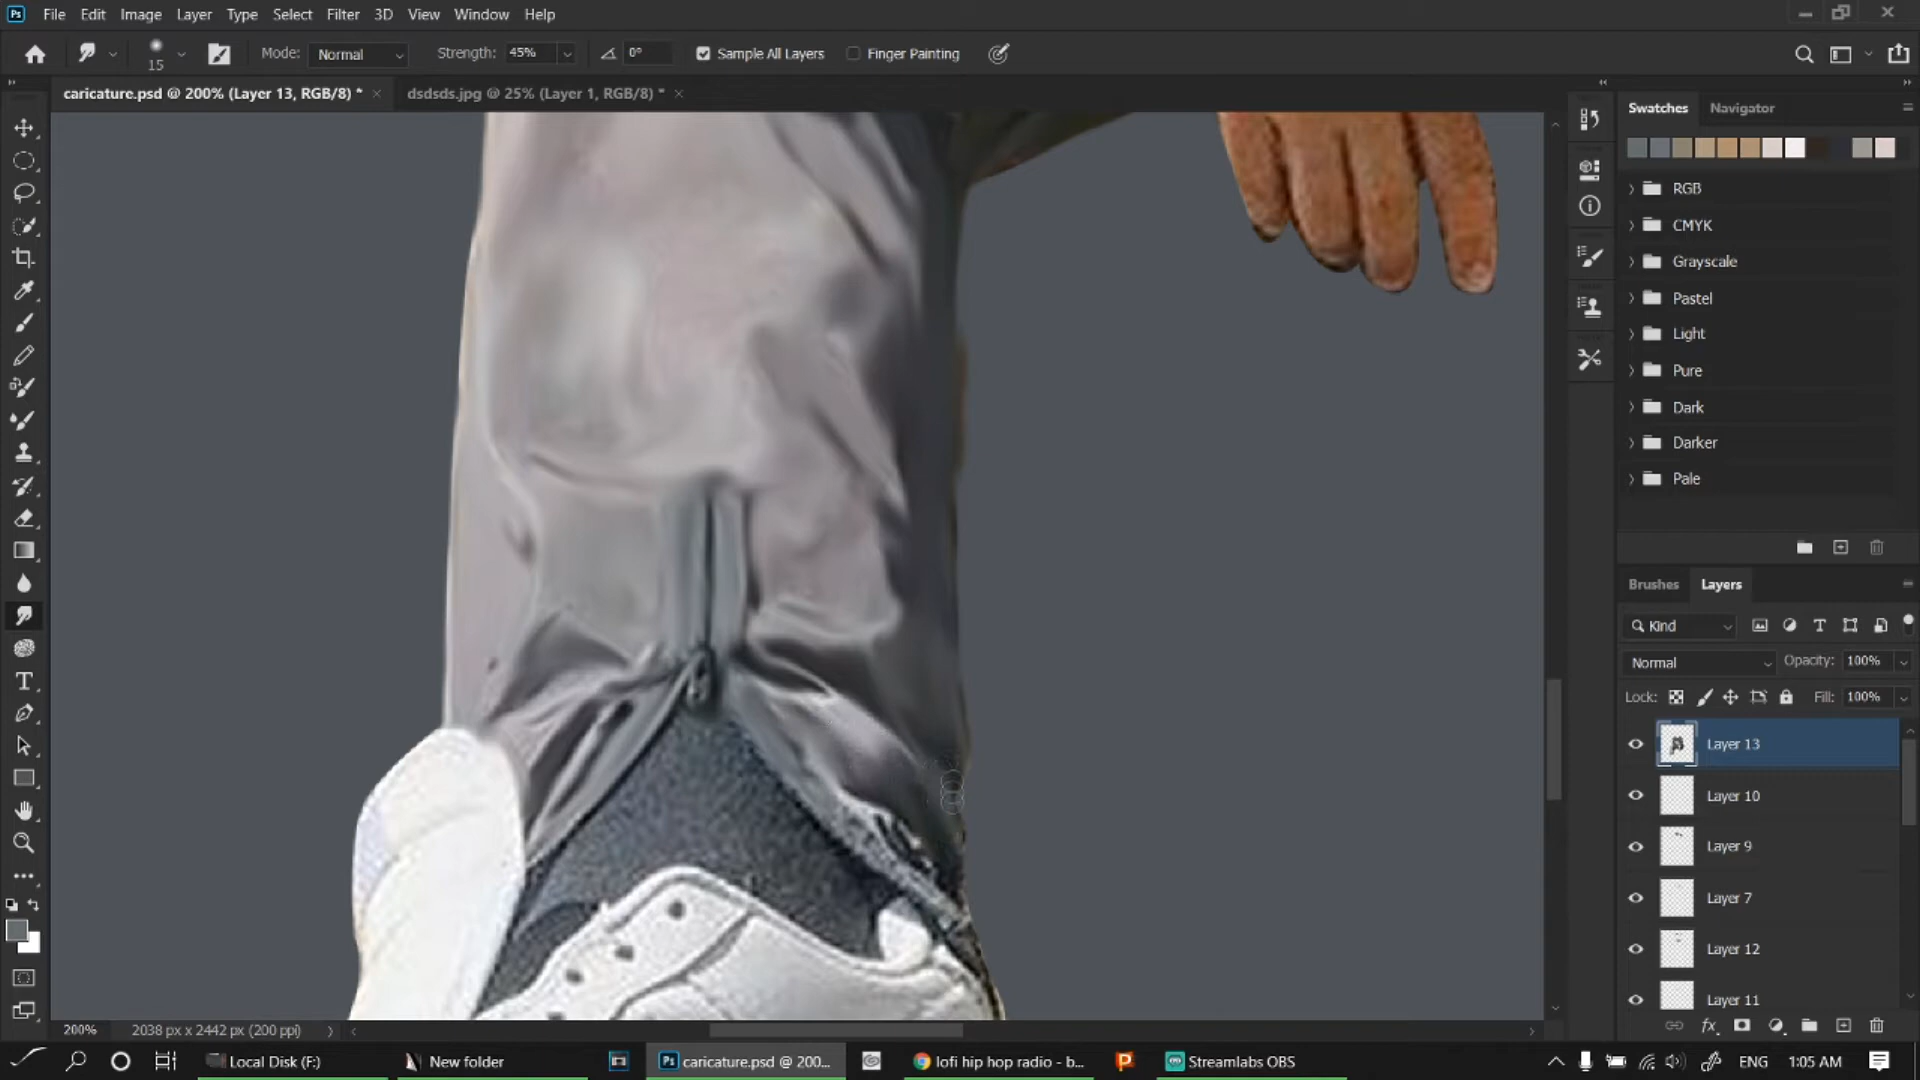 Ps File Edit Image Layer Type Select Filter 3D View Window Help
15 Mode: Normal Strength: 45% 0° Sample All Layers Finger Painting
caricature.psd @ 200% (Layer 13, RGB/8) * dsdsds.jpg @ 25% (Layer 1, RGB/8) *
Swatches Navigator
RGB
CMYK
Grayscale
Pastel
Light
Pure
Dark
Darker
Pale
Brushes Layers
Kind
Normal Opacity: 100%
Lock: Fill: 100%
Layer 13
Layer 10
Layer 9
Layer 7
Layer 12
Layer 11
200% 2038 px x 2442 px (200 ppi)
Local Disk (F:) New folder Ps caricature.psd @ 200... lofi hip hop radio - b... Streamlabs OBS ENG 1:05 AM